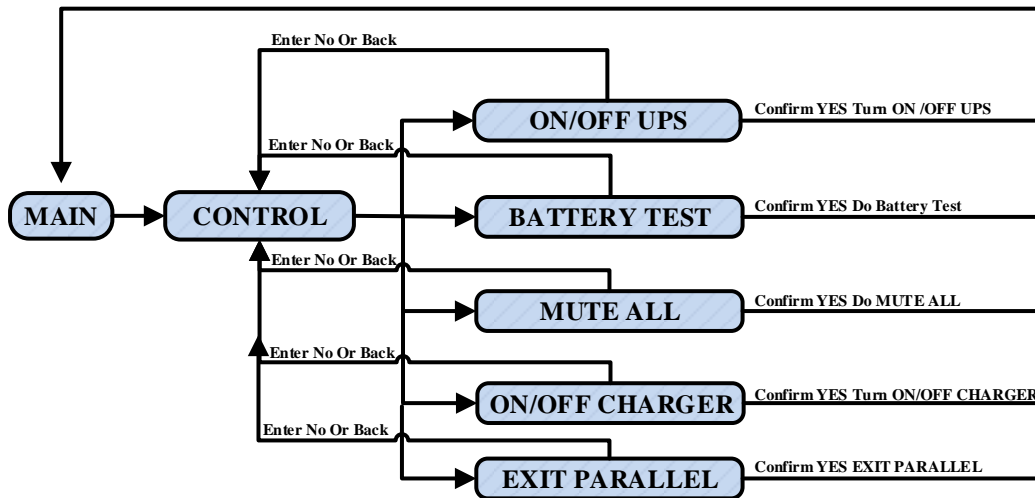 Enter No Or Back
ON/OFF UPS
Confirm YES Turn ON /OFF UPS
Enter No Or Back
MAIN
CONTROL
BATTERY TEST
Confirm YES Do Battery Test
Enter No Or Back
MUTE ALL
Confirm YES Do MUTE ALL
Enter No Or Back
ON/OFF CHARGER
Confirm YES Turn ON/OFF CHARGER
Enter No Or Back
EXIT PARALLEL
Confirm YES EXIT PARALLEL